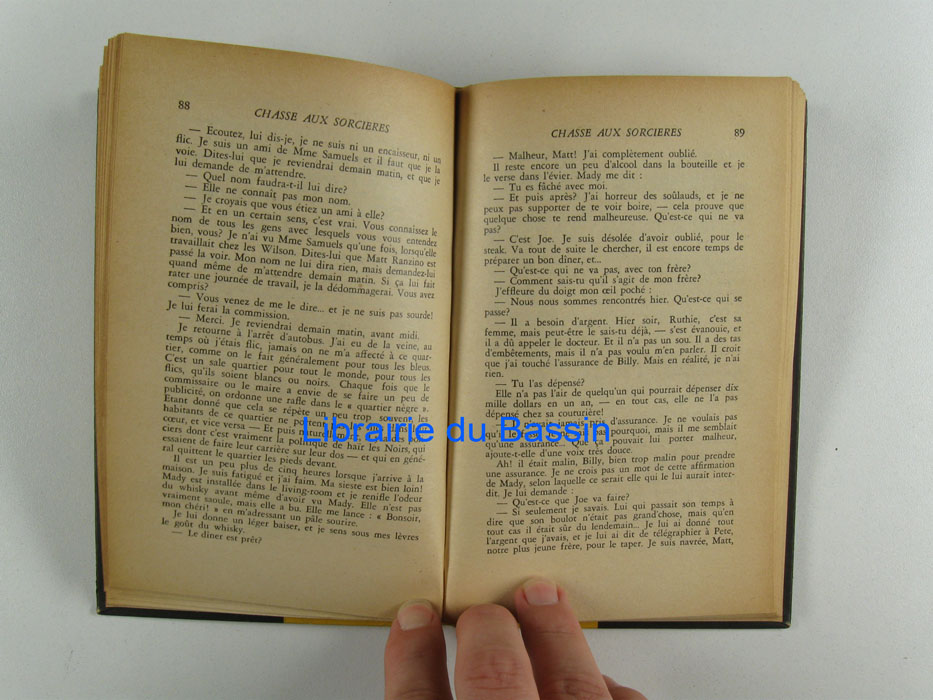 88
CHASSE AUX SORCIERES
— Ecoutez, lui dis-je, je ne suis ni un encaisseur, ni un
flic. Je suis un ami de Mme Samuels et il faut que je la
voie. Dites-lui que je reviendrai demain matin, et que je
lui demande de m'attendre.
— Quel nom faudra-t-il lui dire?
— Elle ne connaît pas mon nom.
— Je croyais que vous étiez un ami à elle?
— Et en un certain sens, c'est vrai. Vous connaissez le
nom de tous les gens avec lesquels vous vous entendez
bien, vous? Je n'ai vu Mme Samuels qu'une fois, lorsqu'elle
travaillait chez les Wilson. Dites-lui que Matt Ranzino est
passé la voir. Mon nom ne lui dira rien, mais demandez-lui
quand même de m'attendre demain matin. Si ça lui fait
rater une journée de travail, je la dédommagerai. Vous avez
compris?
— Vous venez de me le dire... et je ne suis pas sourde!
Je lui ferai la commission.
— Merci. Je reviendrai demain matin, avant midi.
Je retourne à l'arrêt d'autobus. J'ai eu de la veine, au
temps où j'étais flic, jamais on ne m'a affecté à ce quar-
tier, comme on le fait généralement pour tous les bleus.
C'est un sale quartier pour tout le monde, pour tous les
flics, qu'ils soient blancs ou noirs. Chaque fois que le
commissaire ou le maire a envie de se faire un peu de
publicité, on ordonne une rafle dans le « quartier nègre ».
Etant donné que cela se répète un peu trop souvent les
habitants de ce quartier ne portent pas les flics dans leur
cœur, et vice versa — Et puis naturellement, il y a des poli-
ciers dont c'est vraiment la politique de haïr les Noirs, qui
essaient de faire leur carrière sur leur dos — et qui en géné-
ral quittent le quartier les pieds devant.
Il est un peu plus de cinq heures lorsque j'arrive à la
maison. Je suis fatigué et j'ai faim. Ma sieste est bien loin!
Mady est installée dans le living-room et je renifle l'odeur
du whisky avant même d'avoir vu Mady. Elle n'est pas
vraiment saoule, mais elle a bu. Elle me lance : « Bonsoir,
mon chéri! » en m'adressant un pâle sourire.
Je lui donne un léger baiser, et je sens sous mes lèvres
le goût du whisky.
— Le dîner est prêt?
CHASSE AUX SORCIERES
89
— Malheur, Matt! J'ai complètement oublié.
Il reste encore un peu d'alcool dans la bouteille et je
le verse dans l'évier. Mady me dit :
— Tu es fâché avec moi.
— Et puis après? J'ai horreur des soûlauds, et je ne
peux pas supporter de te voir boire, — cela prouve que
quelque chose te rend malheureuse. Qu'est-ce qui ne va
pas?
— C'est Joe. Je suis désolée d'avoir oublié, pour le
steak. Va tout de suite le chercher, il est encore temps de
préparer un bon dîner, et...
— Qu'est-ce qui ne va pas, avec ton frère?
— Comment sais-tu qu'il s'agit de mon frère?
J'effleure du doigt mon œil poché :
— Nous nous sommes rencontrés hier. Qu'est-ce qui se
passe?
— Il a besoin d'argent. Hier soir, Ruthie, c'est sa
femme, mais peut-être le sais-tu déjà, — s'est évanouie, et
il a dû appeler le docteur. Et il n'a pas un sou. Il a des tas
d'embêtements, mais il n'a pas voulu m'en parler. Il croit
que j'ai touché l'assurance de Billy. Mais en réalité, je n'ai
rien.
— Tu l'as dépensé?
Elle n'a pas l'air de quelqu'un qui pourrait dépenser dix
mille dollars en un an, — en tout cas, elle ne l'a pas
dépensé chez sa couturière!
jamais pris d'assurance. Je ne voulais pas
qu'il le pourquoi, mais il me semblait
qu'une assurance... Que ça pouvait lui porter malheur,
ajoute-t-elle d'une voix très douce.
Ah! il était malin, Billy, bien trop malin pour prendre
une assurance. Je ne crois pas un mot de cette affirmation
de Mady, selon laquelle ce serait elle qui le lui aurait inter-
dit. Je lui demande :
— Qu'est-ce que Joe va faire?
— Si seulement je savais. Lui qui passait son temps à
dire que son boulot n'était pas grand'chose, mais qu'en
tout cas il était sûr du lendemain... Je lui ai donné tout
l'argent que j'avais, et je lui ai dit de télégraphier à Pete,
notre plus jeune frère, pour le taper. Je suis navrée, Matt,
Librairie du Bassin